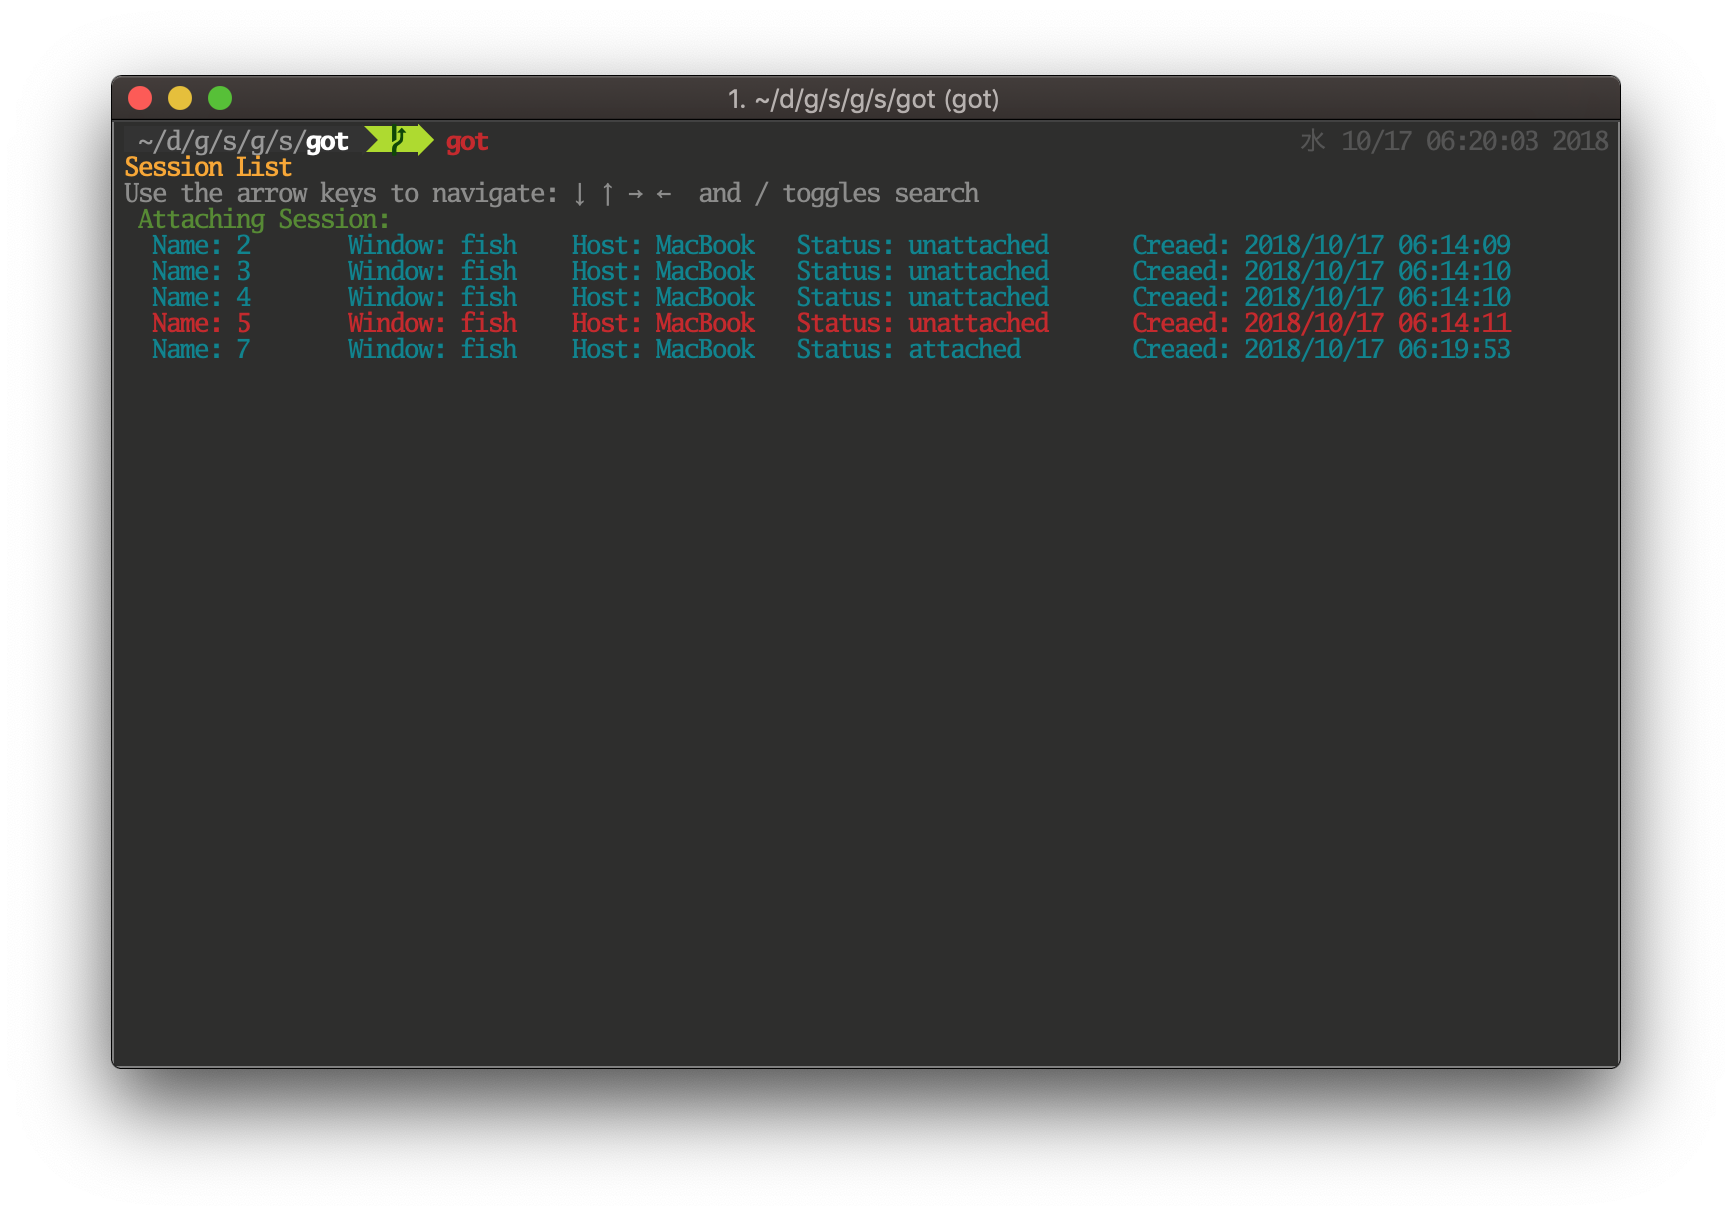 1. ~/d/g/s/g/s/got (got)
~/d/g/s/g/s/got got 水 10/17 06:20:03 2018
Session List
Use the arrow keys to navigate: ↓ ↑ → ← and / toggles search
Attaching Session:
Name: 2 Window: fish Host: MacBook Status: unattached Creaed: 2018/10/17 06:14:09
Name: 3 Window: fish Host: MacBook Status: unattached Creaed: 2018/10/17 06:14:10
Name: 4 Window: fish Host: MacBook Status: unattached Creaed: 2018/10/17 06:14:10
Name: 5 Window: fish Host: MacBook Status: unattached Creaed: 2018/10/17 06:14:11
Name: 7 Window: fish Host: MacBook Status: attached Creaed: 2018/10/17 06:19:53